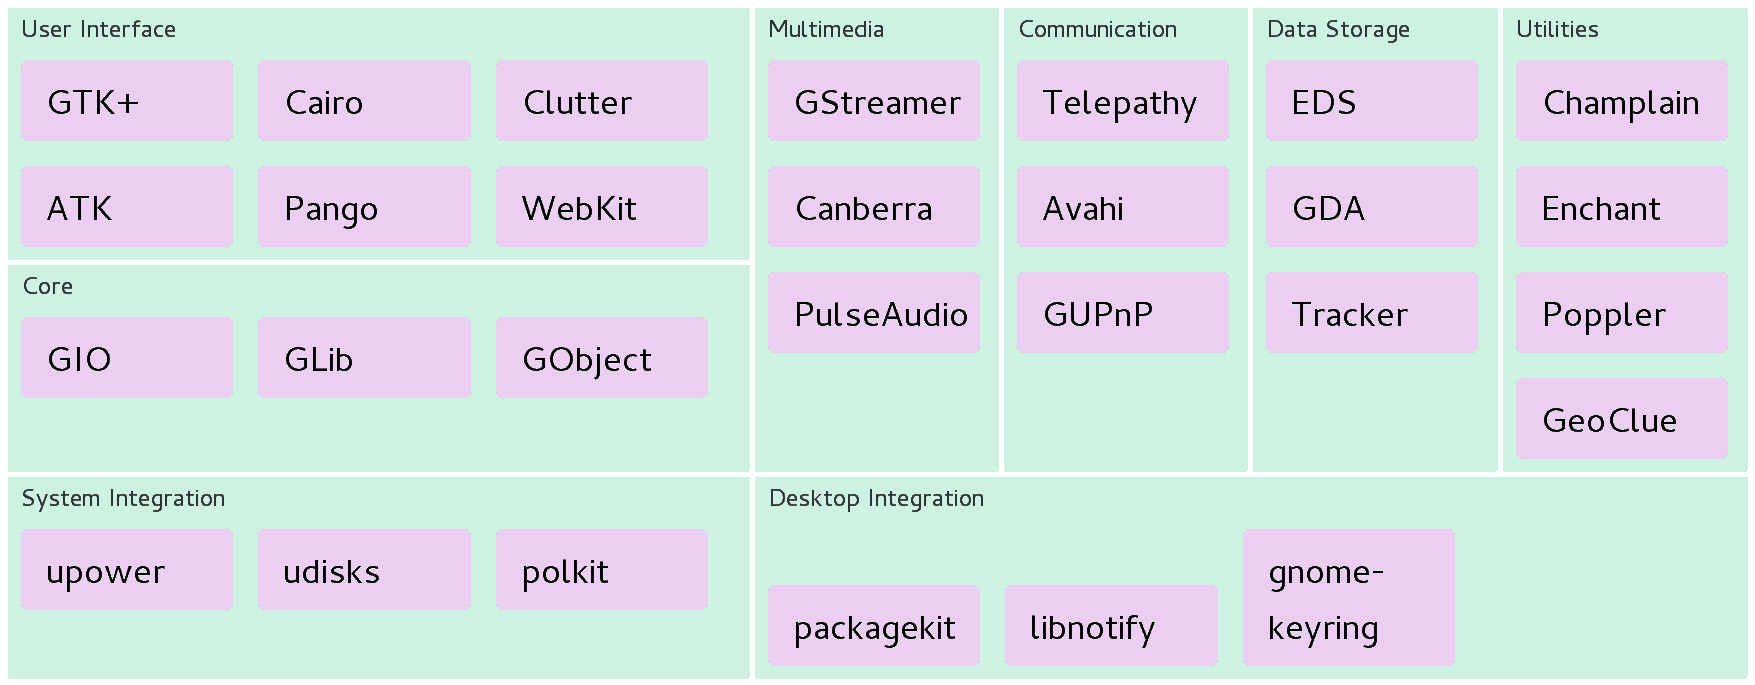 User Interface
GTK+
Cairo
Clutter
ATK
Pango
WebKit
Core
GIO
GLib
GObject
Multimedia
GStreamer
Canberra
PulseAudio
Communication
Telepathy
Avahi
GUPnP
Data Storage
EDS
GDA
Tracker
Utilities
Champlain
Enchant
Poppler
GeoClue
System Integration
upower
udisks
polkit
Desktop Integration
packagekit
libnotify
gnome-
keyring